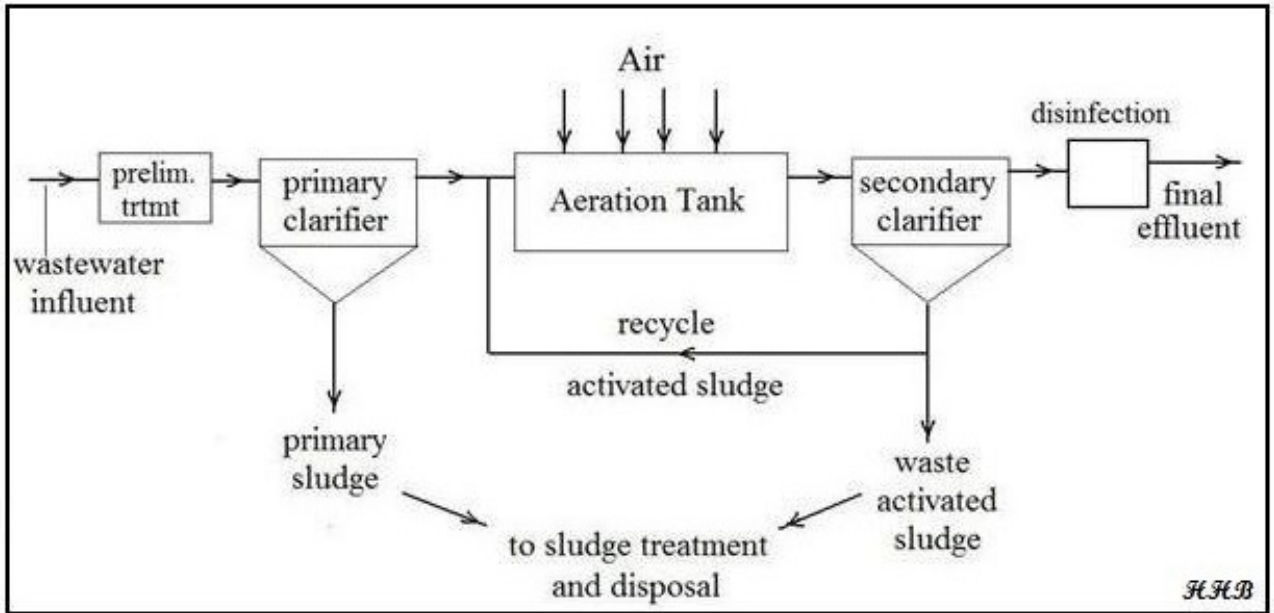 Air
disinfection
prelim.
trtmt
primary
clarifier
Aeration Tank
secondary
clarifier
final
effluent
wastewater
influent
recycle
activated sludge
primary
sludge
waste
activated
sludge
to sludge treatment
and disposal
HHB